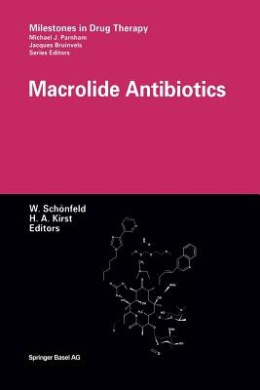 Milestones in Drug Therapy
Michael J. Parnham
Jacques Bruinvels
Series Editors
Macrolide Antibiotics
W. Schönfeld
H. A. Kirst
Editors
Springer Basel AG